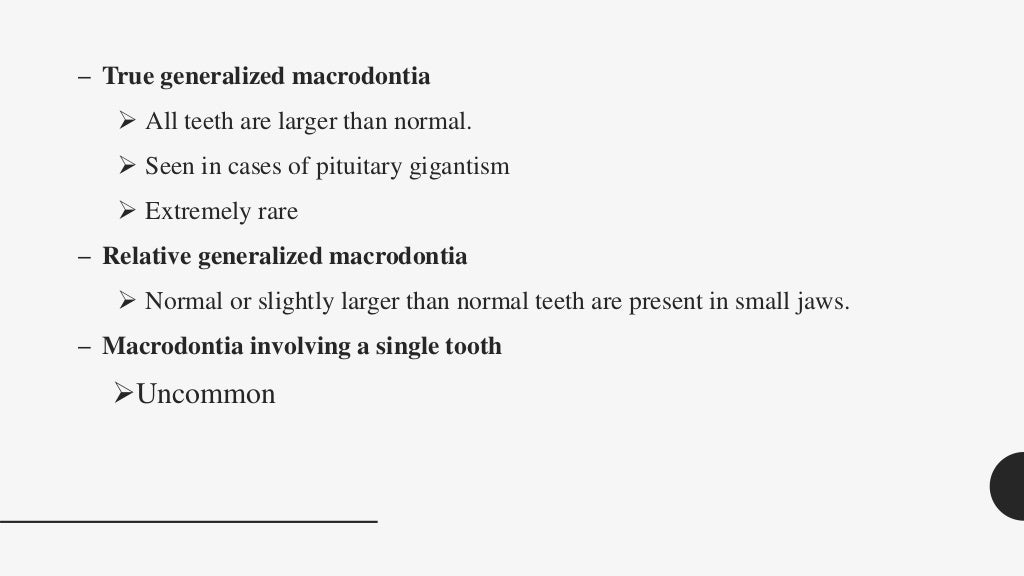 – True generalized macrodontia
➢ All teeth are larger than normal.
➢ Seen in cases of pituitary gigantism
➢ Extremely rare
– Relative generalized macrodontia
➢ Normal or slightly larger than normal teeth are present in small jaws.
– Macrodontia involving a single tooth
➢Uncommon